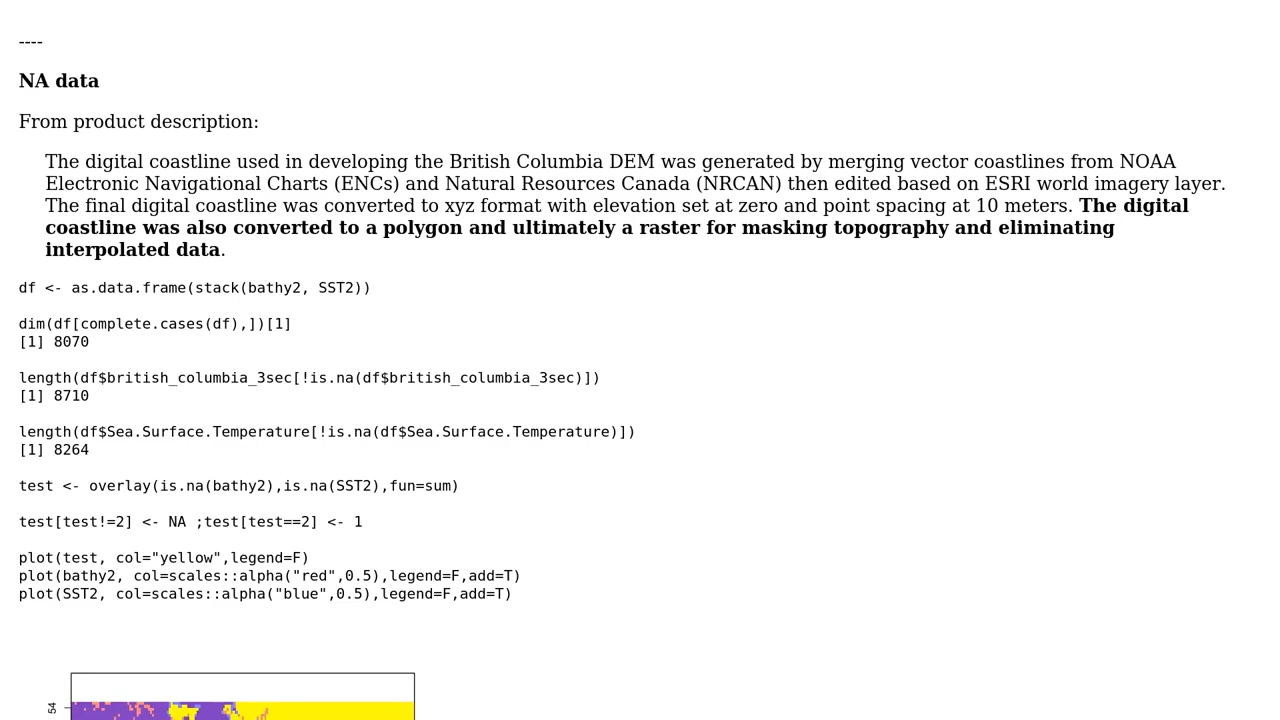 ----
NA data
From product description:
The digital coastline used in developing the British Columbia DEM was generated by merging vector coastlines from NOAA
Electronic Navigational Charts (ENCs) and Natural Resources Canada (NRCAN) then edited based on ESRI world imagery layer.
The final digital coastline was converted to xyz format with elevation set at zero and point spacing at 10 meters. The digital
coastline was also converted to a polygon and ultimately a raster for masking topography and eliminating
interpolated data.
df <- as.data.frame(stack(bathy2, SST2))
dim(df[complete.cases(df),])[1]
[1] 8070
length(df$british_columbia_3sec[!is.na(df$british_columbia_3sec)])
[1] 8710
length(df$Sea.Surface.Temperature[!is.na(df$Sea.Surface.Temperature)])
[1] 8264
test <- overlay(is.na(bathy2),is.na(SST2),fun=sum)
test[test!=2] <- NA ;test[test==2] <- 1
plot(test, col="yellow",legend=F)
plot(bathy2, col=scales::alpha("red",0.5),legend=F,add=T)
plot(SST2, col=scales::alpha("blue",0.5),legend=F,add=T)
54